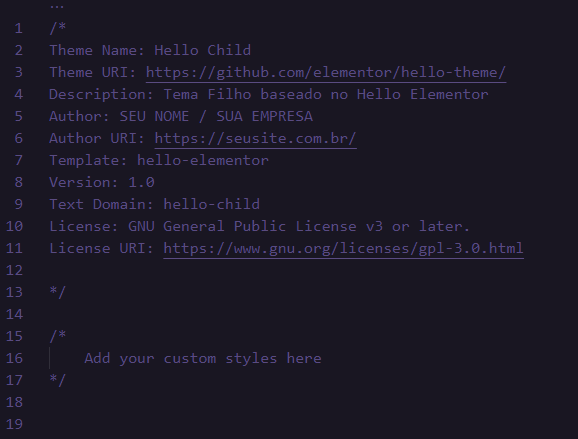 ...
1 /*
2 Theme Name: Hello Child
3 Theme URI: https://github.com/elementor/hello-theme/
4 Description: Tema Filho baseado no Hello Elementor
5 Author: SEU NOME / SUA EMPRESA
6 Author URI: https://seusite.com.br/
7 Template: hello-elementor
8 Version: 1.0
9 Text Domain: hello-child
10 License: GNU General Public License v3 or later.
11 License URI: https://www.gnu.org/licenses/gpl-3.0.html
12
13 */
14
15 /*
16 Add your custom styles here
17 */
18
19